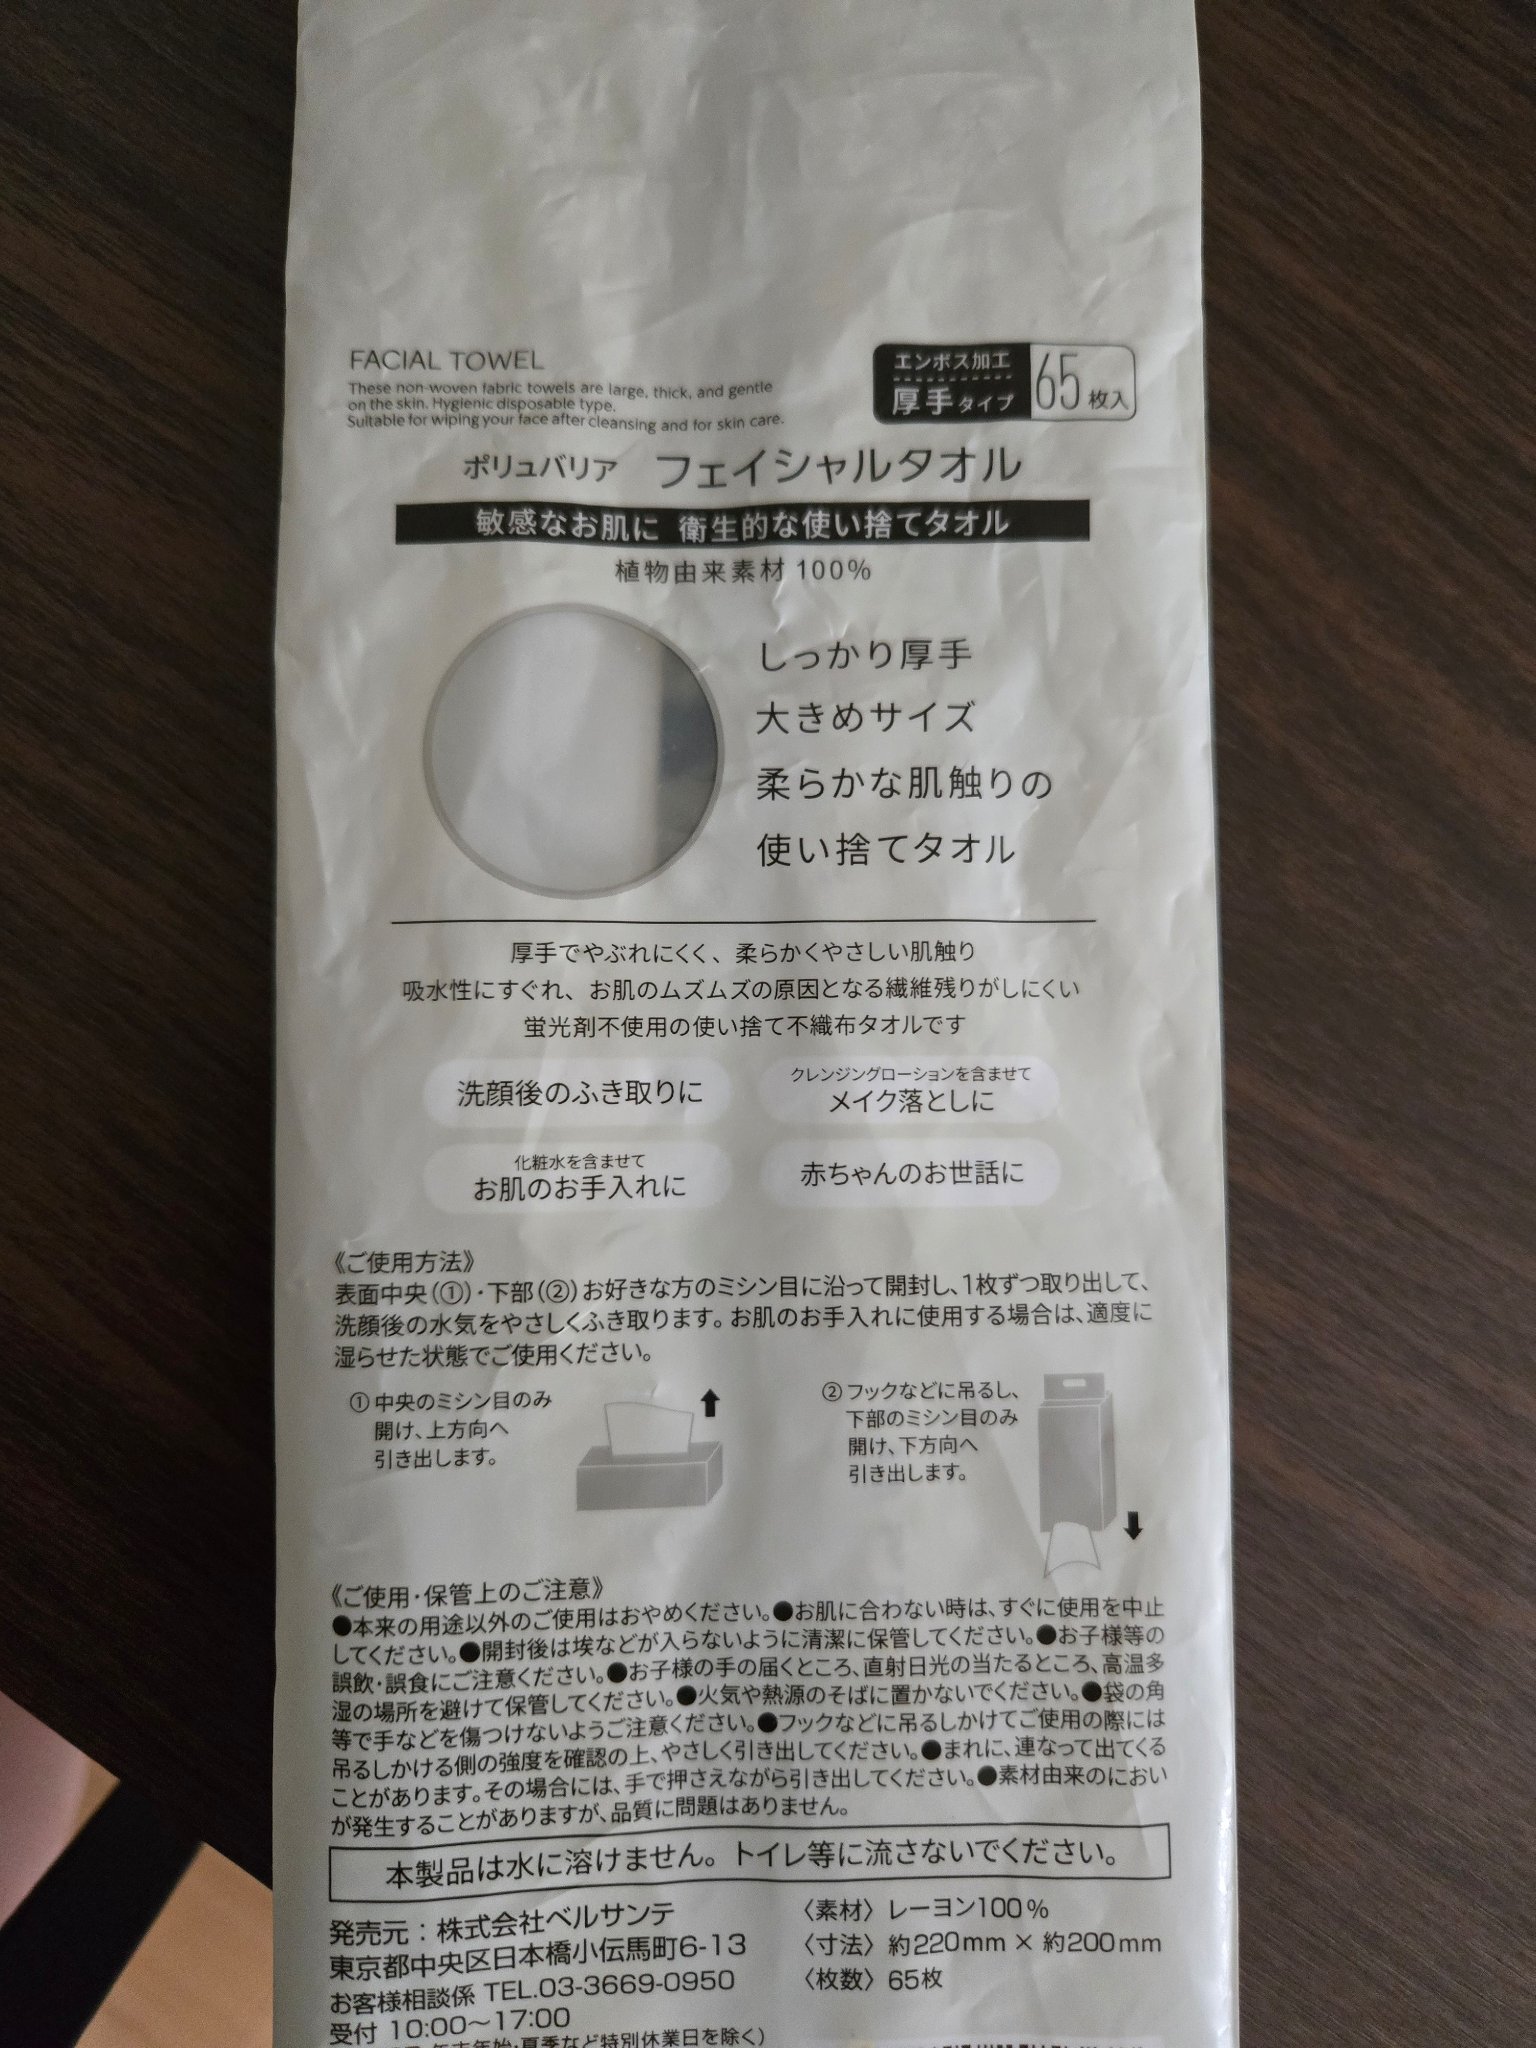 FACIAL TOWEL
These non-woven fabric towels are large, thick, and gentle
on the skin. Hygienic disposable type.
Suitable for wiping your face after cleansing and for skin care.
エンボス加工
厚手タイプ
65枚入
ポリュバリア フェイシャルタオル
敏感なお肌に 衛生的な使い捨てタオル
植物由来素材100%
しっかり厚手
大きめサイズ
柔らかな肌触りの
使い捨てタオル
厚手でやぶれにくく、柔らかくやさしい肌触り
吸水性にすぐれ、お肌のムズムズの原因となる繊維残りがしにくい
蛍光剤不使用の使い捨て不織布タオルです
洗顔後のふき取りに
クレンジングローションを含ませて
メイク落としに
化粧水を含ませて
お肌のお手入れに
赤ちゃんのお世話に
《ご使用方法》
表面中央(①)・下部(②)お好きな方のミシン目に沿って開封し、1枚ずつ取り出して、
洗顔後の水気をやさしくふき取ります。お肌のお手入れに使用する場合は、適度に
湿らせた状態でご使用ください。
①中央のミシン目のみ
開け、上方向へ
引き出します。
②フックなどに吊るし、
下部のミシン目のみ
開け、下方向へ
引き出します。
《ご使用・保管上のご注意》
●本来の用途以外のご使用はおやめください。●お肌に合わない時は、すぐに使用を中止
してください。●開封後は埃などが入らないように清潔に保管してください。●お子様等の
誤飲・誤食にご注意ください。●お子様の手の届くところ、直射日光の当たるところ、高温多
湿の場所を避けて保管してください。●火気や熱源のそばに置かないでください。●袋の角
等で手などを傷つけないようご注意ください。●フックなどに吊るしかけてご使用の際には
吊るしかける側の強度を確認の上、やさしく引き出してください。●まれに、連なって出てくる
ことがあります。その場合には、手で押さえながら引き出してください。●素材由来のにおい
が発生することがありますが、品質に問題はありません。
本製品は水に溶けません。トイレ等に流さないでください。
発売元：株式会社ベルサンテ
東京都中央区日本橋小伝馬町6-13
お客様相談係 TEL.03-3669-0950
受付 10:00〜17:00
年末年始・夏季など特別休業日を除く)
〈素材〉レーヨン100%
〈寸法〉約220mm×約200mm
〈枚数〉65枚